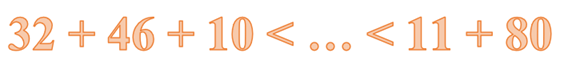 32 + 46 + 10 < ... < 11 + 80